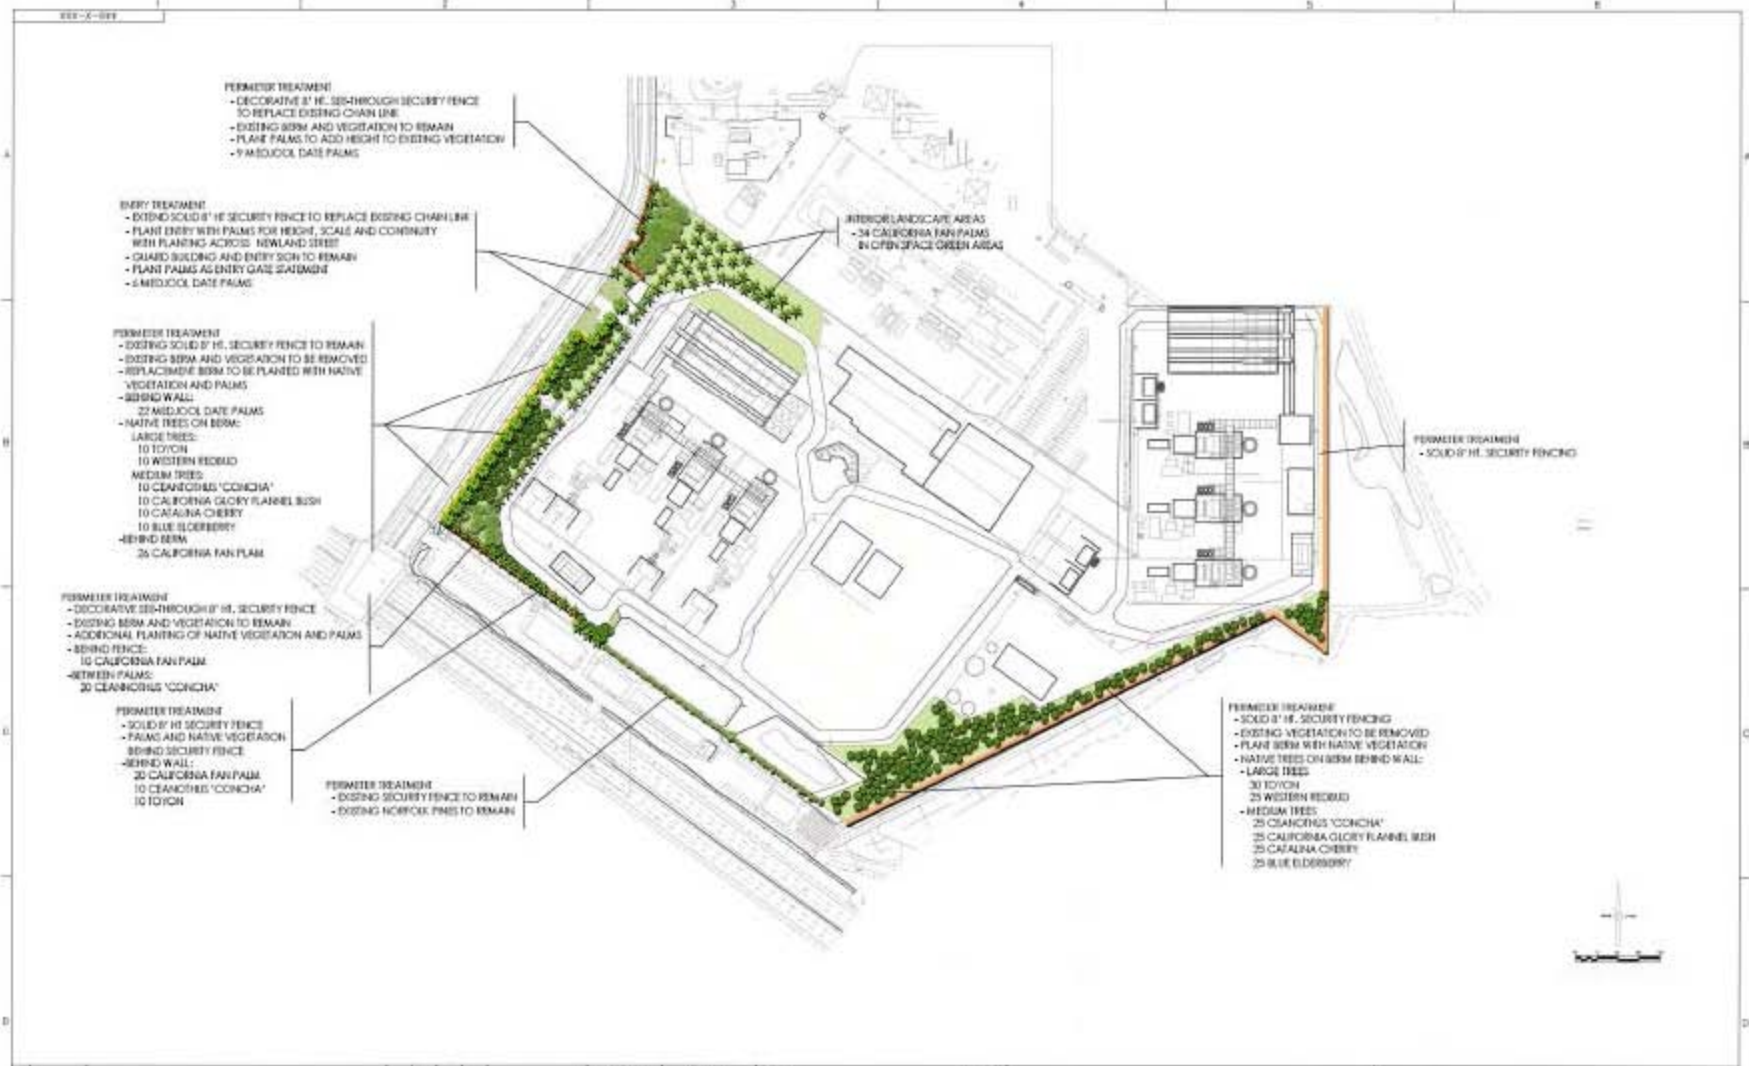 PERIMETER TREATMENT
- DECORATIVE 8' HT. SEE-THROUGH SECURITY FENCE
TO REPLACE EXISTING CHAIN LINK
- EXISTING BERM AND VEGETATION TO REMAIN
- PLANT PALMS TO ADD HEIGHT TO EXISTING VEGETATION
- 9 MEDJOOL DATE PALMS
ENTRY TREATMENT
- EXTEND SOLID 8' HT SECURITY FENCE TO REPLACE EXISTING CHAIN LINK
- PLANT ENTRY WITH PALMS FOR HEIGHT, SCALE AND CONTINUITY
WITH PLANTING ACROSS NEWLAND STREET
- GUARD BUILDING AND ENTRY SIGN TO REMAIN
- PLANT PALMS AS ENTRY GATE STATEMENT
- 6 MEDJOOL DATE PALMS
INTERIOR LANDSCAPE AREAS
- 34 CALIFORNIA FAN PALMS
IN OPEN SPACE GREEN AREAS
PERIMETER TREATMENT
- EXISTING SOLID 8' HT. SECURITY FENCE TO REMAIN
- EXISTING BERM AND VEGETATION TO BE REMOVED
- REPLACEMENT BERM TO BE PLANTED WITH NATIVE
VEGETATION AND PALMS
- BEHIND WALL:
22 MEDJOOL DATE PALMS
- NATIVE TREES ON BERM:
LARGE TREES:
10 TOYON
10 WESTERN REDBUD
MEDIUM TREES:
10 CEANTOTHUS 'CONCHA'
10 CALIFORNIA GLORY FLANNEL BUSH
10 CATALINA CHERRY
10 BLUE ELDERBERRY
-BEHIND BERM
26 CALIFORNIA FAN PLAM
PERIMETER TREATMENT
- SOLID 8' HT. SECURITY FENCING
PERIMETER TREATMENT
- DECORATIVE SEE-THROUGH 8' HT. SECURITY FENCE
- EXISTING BERM AND VEGETATION TO REMAIN
- ADDITIONAL PLANTING OF NATIVE VEGETATION AND PALMS
- BEHIND FENCE:
10 CALIFORNIA FAN PALM
-BETWEEN PALMS:
20 CEANNOTHUS 'CONCHA'
PERIMETER TREATMENT
- SOLID 8' HT SECURITY FENCE
- PALMS AND NATIVE VEGETATION
BEHIND SECURITY FENCE
-BEHIND WALL:
20 CALIFORNIA FAN PALM
10 CEANOTHUS 'CONCHA'
10 TOYON
PERIMETER TREATMENT
- EXISTING SECURITY FENCE TO REMAIN
- EXISTING NORFOLK PINES TO REMAIN
PERIMETER TREATMENT
- SOLID 8' HT. SECURITY FENCING
- EXISTING VEGETATION TO BE REMOVED
- PLANT BERM WITH NATIVE VEGETATION
- NATIVE TREES ON BERM BEHIND WALL:
- LARGE TREES
30 TOYON
25 WESTERN REDBUD
- MEDIUM TREES
25 CEANOTHUS 'CONCHA'
25 CALIFORNIA GLORY FLANNEL BUSH
25 CATALINA CHERRY
25 BLUE ELDERBERRY